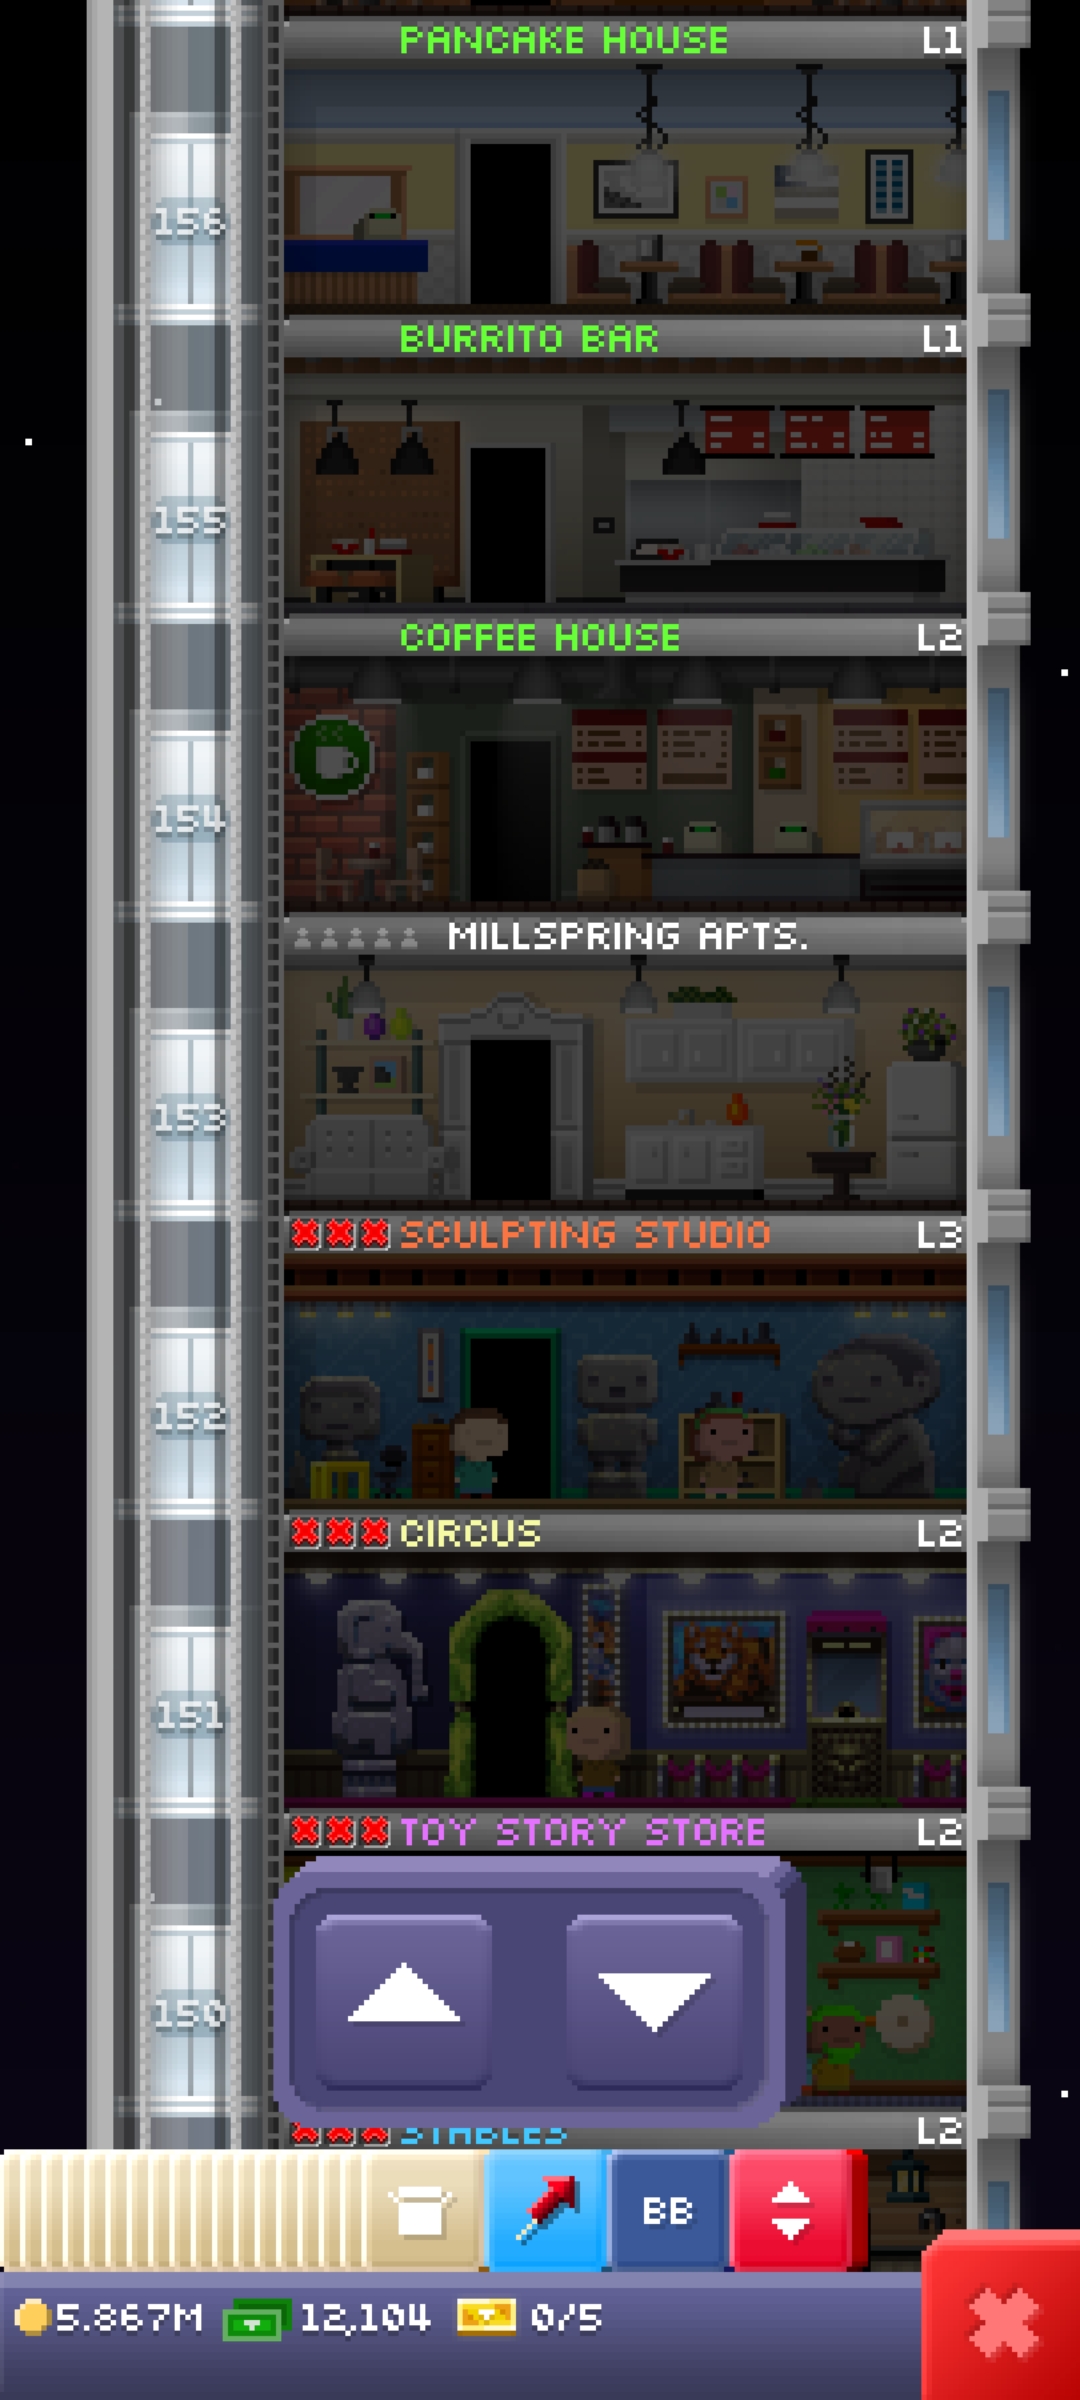 PANCAKE HOUSE L1
156
BURRITO BAR L1
155
COFFEE HOUSE L2
154
MILLSPRING APTS.
153
SCULPTING STUDIO L3
152
CIRCUS L2
151
TOY STORY STORE L2
150
STABLES L2
BB
5.867M 12,104 0/5